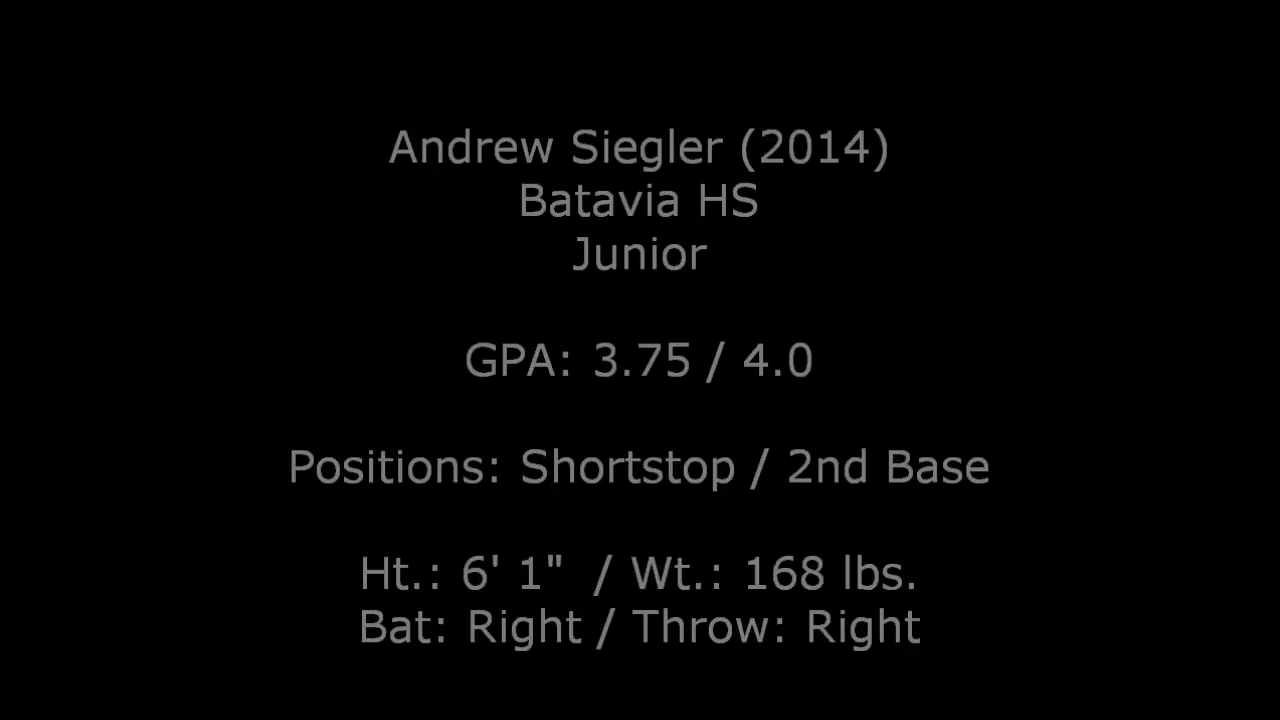 Andrew Siegler (2014)
Batavia HS
Junior
GPA: 3.75 / 4.0
Positions: Shortstop / 2nd Base
Ht.: 6' 1" / Wt.: 168 lbs.
Bat: Right / Throw: Right